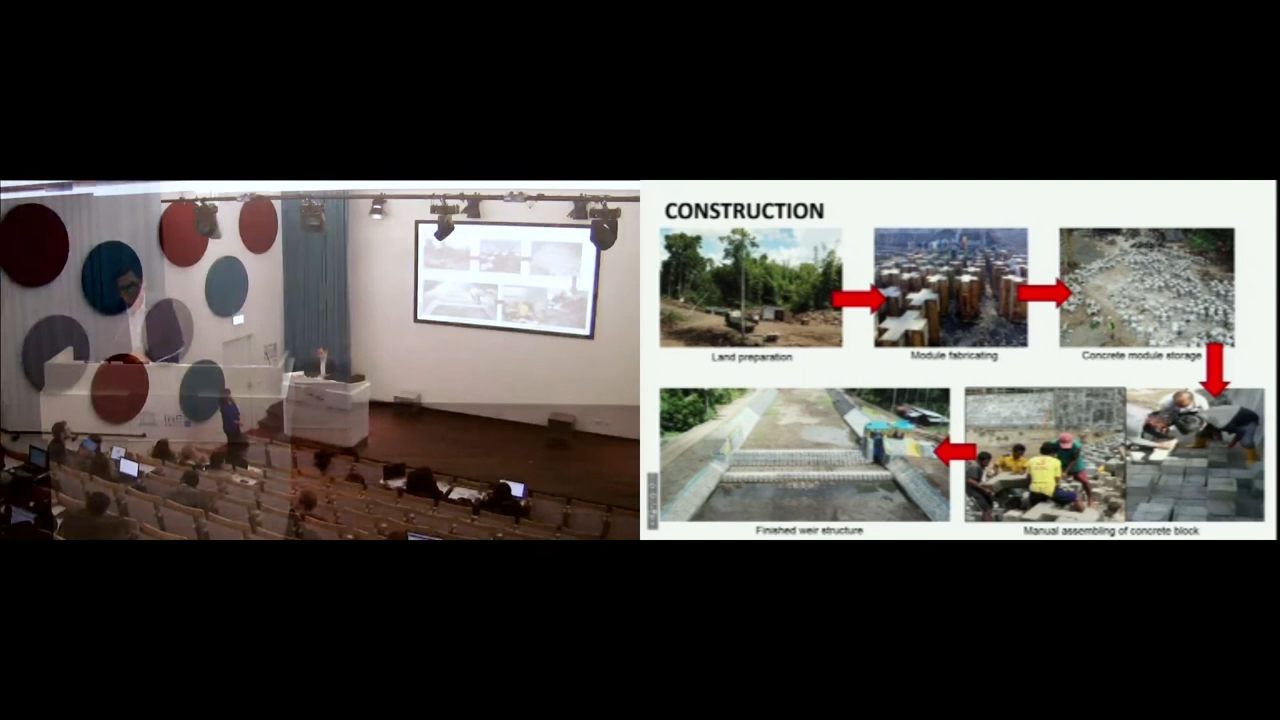 CONSTRUCTION
Land preparation
Module fabricating
Concrete module storage
Finished weir structure
Manual assembling of concrete block